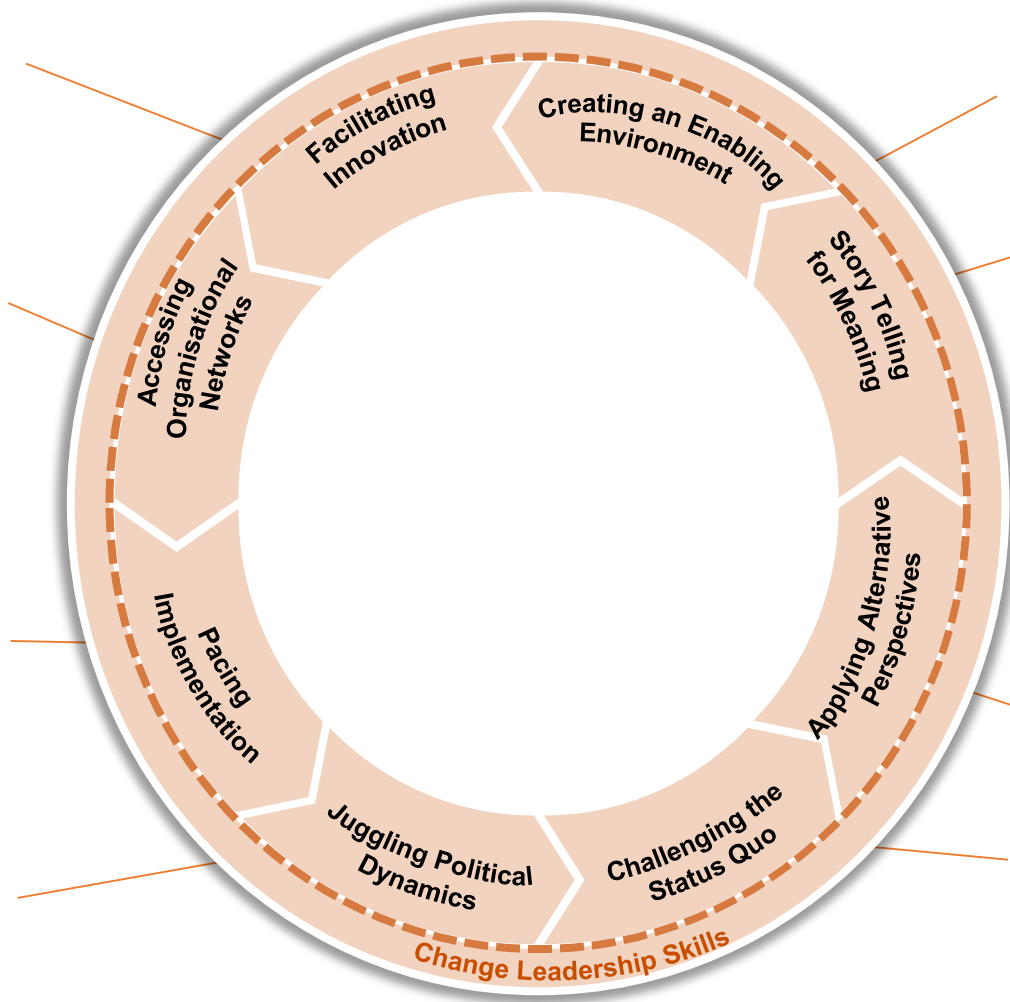 Creating an Enabling
Environment
Story Telling
for Meaning
Applying Alternative
Perspectives
Challenging the
Status Quo
Juggling Political
Dynamics
Pacing
Implementation
Accessing
Organisational
Networks
Facilitating
Innovation
Change Leadership Skills